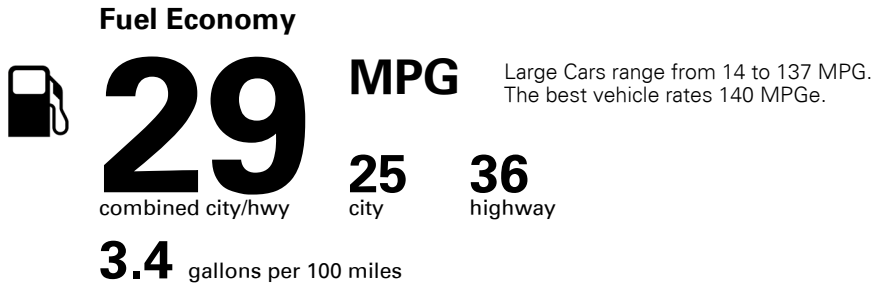 Fuel Economy
29
MPG
Large Cars range from 14 to 137 MPG.
The best vehicle rates 140 MPGe.
combined city/hwy
25
city
36
highway
3.4 gallons per 100 miles